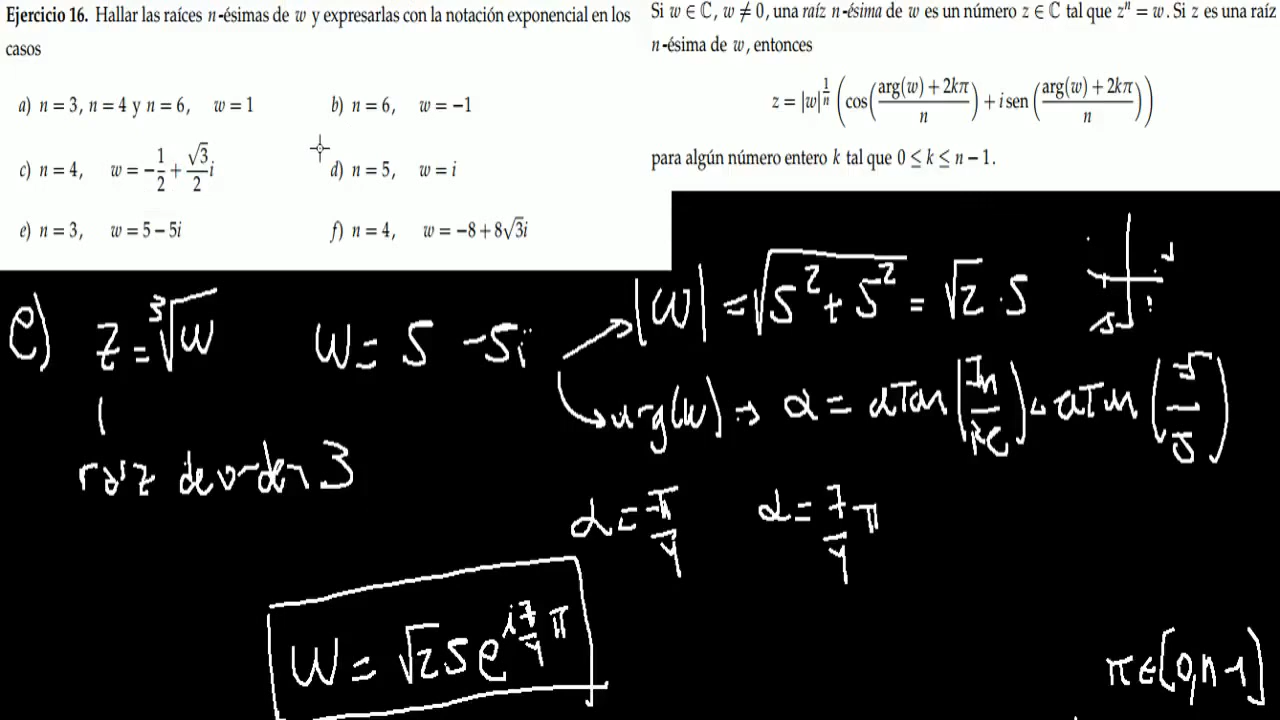 Ejercicio 16. Hallar las raíces n-ésimas de w y expresarlas con la notación exponencial en los
casos
a) n = 3, n = 4 y n = 6, w = 1
b) n = 6, w = −1
c) n = 4, w = −1/2 + √3/2 i
d) n = 5, w = i
e) n = 3, w = 5 − 5i
f) n = 4, w = −8 + 8√3i
Si w ∈ ℂ, w ≠ 0, una raíz n-ésima de w es un número z ∈ ℂ tal que zⁿ = w. Si z es una raíz
n-ésima de w, entonces
z = |w|^(1/n) (cos((arg(w) + 2kπ)/n) + i sen((arg(w) + 2kπ)/n))
para algún número entero k tal que 0 ≤ k ≤ n − 1.
e) z = ³√w
w = 5 − 5i
|w| = √(5² + 5²) = √2 · 5
arg(w) → α = aTan(Im/Re) = aTan(−5/5)
raiz de orden 3
α = −π/4
α = 7/4 π
w = √2 5 e^(i 7/4 π)
π ∈ [0, n−1]